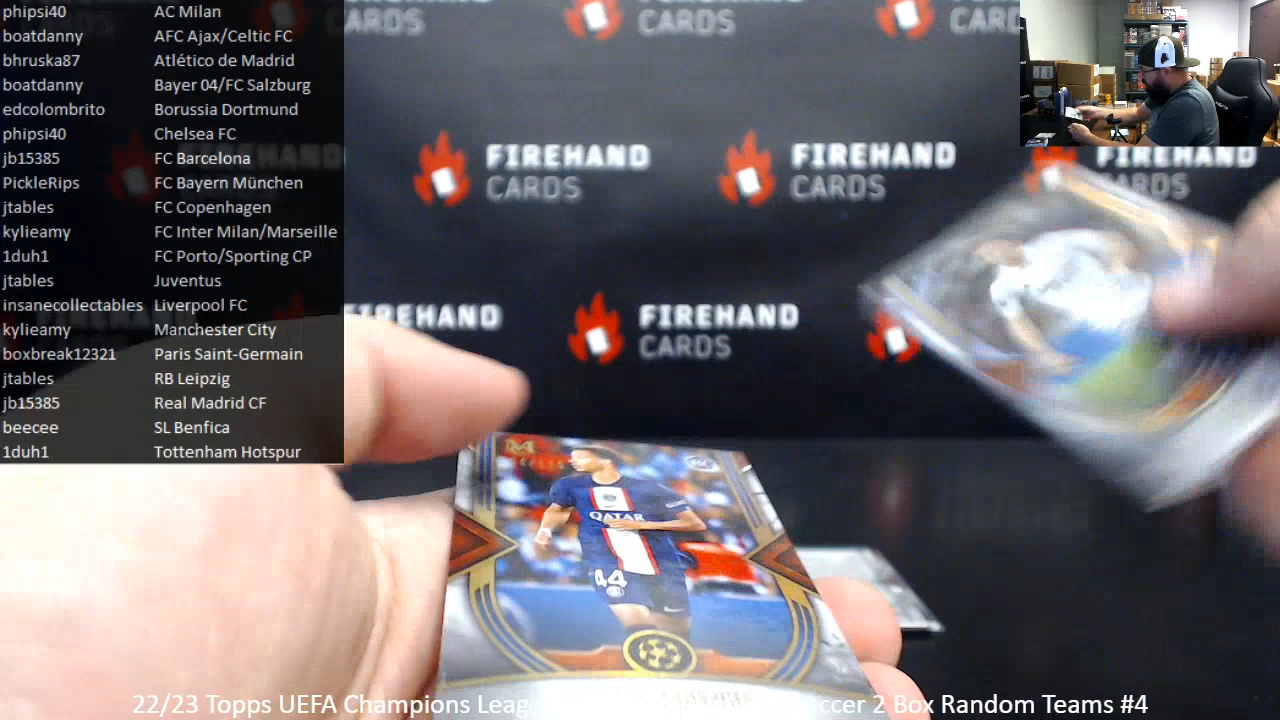 phipsi40 AC Milan
boatdanny AFC Ajax/Celtic FC
bhruska87 Atlético de Madrid
boatdanny Bayer 04/FC Salzburg
edcolombrito Borussia Dortmund
phipsi40 Chelsea FC
jb15385 FC Barcelona
PickleRips FC Bayern München
jtables FC Copenhagen
kylieamy FC Inter Milan/Marseille
1duh1 FC Porto/Sporting CP
jtables Juventus
insanecollectables Liverpool FC
kylieamy Manchester City
boxbreak12321 Paris Saint-Germain
jtables RB Leipzig
jb15385 Real Madrid CF
beecee SL Benfica
1duh1 Tottenham Hotspur
CARDS
CARDS
CARDS
FIREHAND
CARDS
FIREHAND
CARDS
FIREHAND
CARDS
FIREHAND
FIREHAND
CARDS
M
RC
QATAR
44
22/23 Topps UEFA Champions Leag ccer 2 Box Random Teams #4